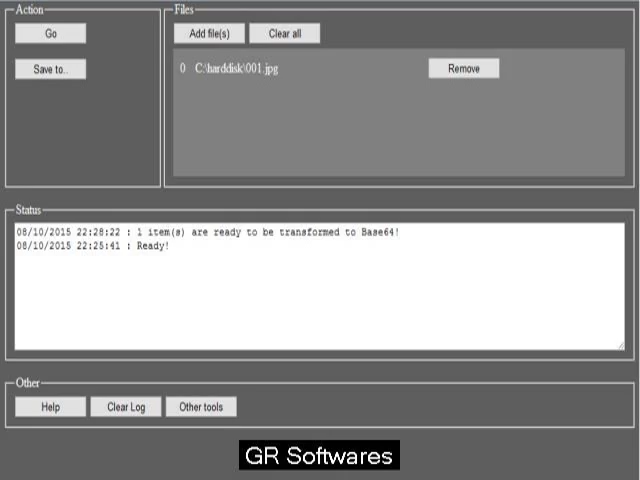 Action
Go
Save to..
Files
Add file(s) Clear all
0 C:\harddisk\001.jpg Remove
Status
08/10/2015 22:28:22 : 1 item(s) are ready to be transformed to Base64!
08/10/2015 22:25:41 : Ready!
Other
Help Clear Log Other tools
GR Softwares